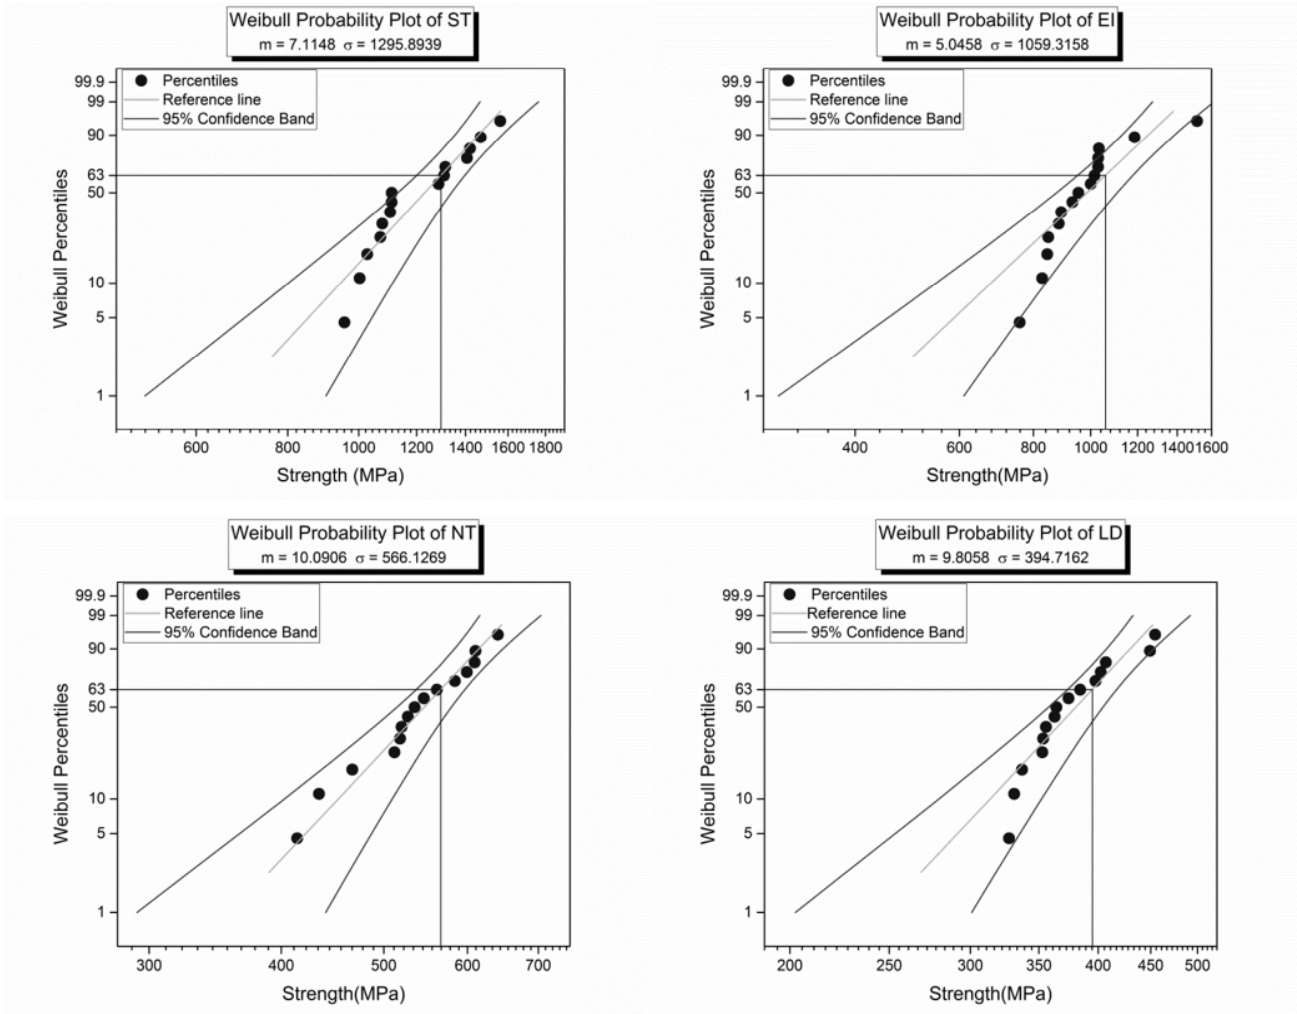 Weibull Probability Plot of ST
m = 7.1148 σ = 1295.8939
Percentiles
Reference line
95% Confidence Band
99.9
99
90
63
50
10
5
1
Weibull Percentiles
600 800 1000 1200 1400 1600 1800
Strength (MPa)
Weibull Probability Plot of EI
m = 5.0458 σ = 1059.3158
Percentiles
Reference line
95% Confidence Band
99.9
99
90
63
50
10
5
1
Weibull Percentiles
400 600 800 1000 1200 1400 1600
Strength(MPa)
Weibull Probability Plot of NT
m = 10.0906 σ = 566.1269
Percentiles
Reference line
95% Confidence Band
99.9
99
90
63
50
10
5
1
Weibull Percentiles
300 400 500 600 700
Strength(MPa)
Weibull Probability Plot of LD
m = 9.8058 σ = 394.7162
Percentiles
Reference line
95% Confidence Band
99.9
99
90
63
50
10
5
1
Weibull Percentiles
200 250 300 350 400 450 500
Strength(MPa)